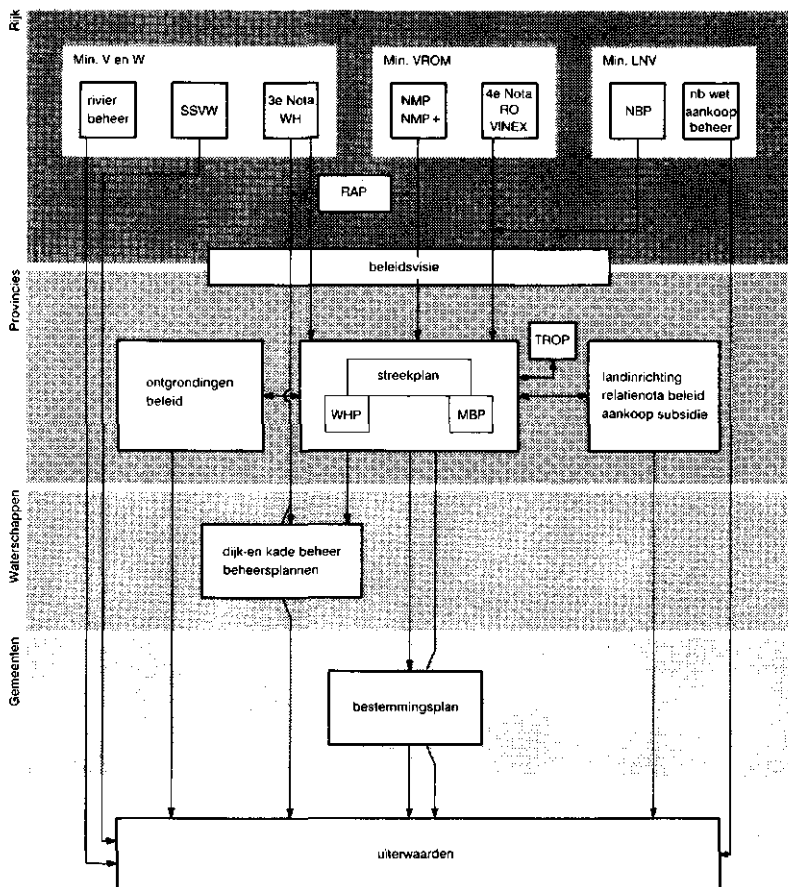 Rijk
Min. V en W
rivier
beheer
SSVW
3e Nota
WH
Min. VROM
NMP
NMP +
4e Nota
RO
VINEX
Min. LNV
NBP
nb wet
aankoop
beheer
RAP
beleidsvisie
Provincies
ontgrondingen
beleid
streekplan
WHP
MBP
TROP
landinrichting
relatienota beleid
aankoop subsidie
Waterschappen
dijk-en kade beheer
beheersplannen
Gemeenten
bestemmingsplan
uiterwaarden